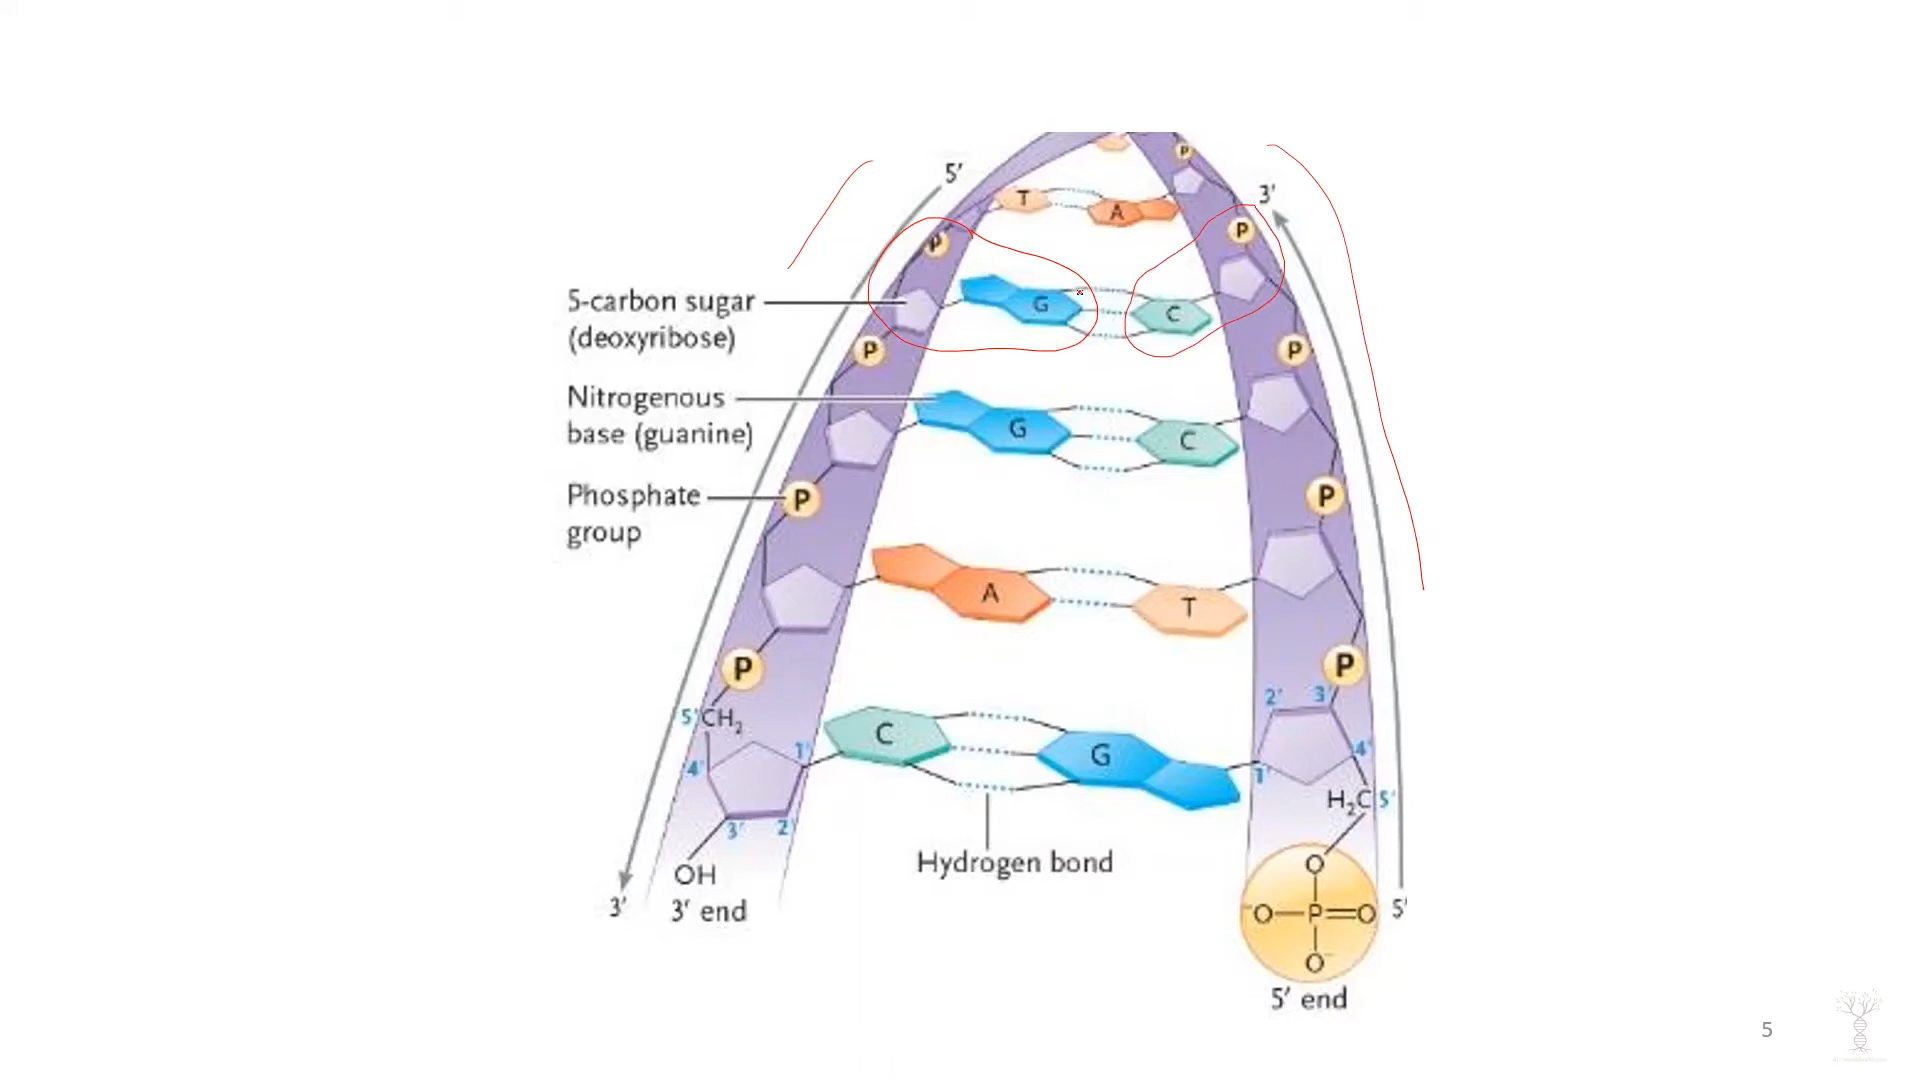 5′
P
3′
T
A
P
P
5-carbon sugar
(deoxyribose)
G
C
P
P
Nitrogenous
base (guanine)
G
C
Phosphate
group
P
P
A
T
P
P
5′
CH2
2′
3′
C
G
1′
4′
4′
1′
H2C
5′
3′
2′
OH
Hydrogen bond
O
3′
3′ end
-O—P=O
5′
O-
5′ end
5